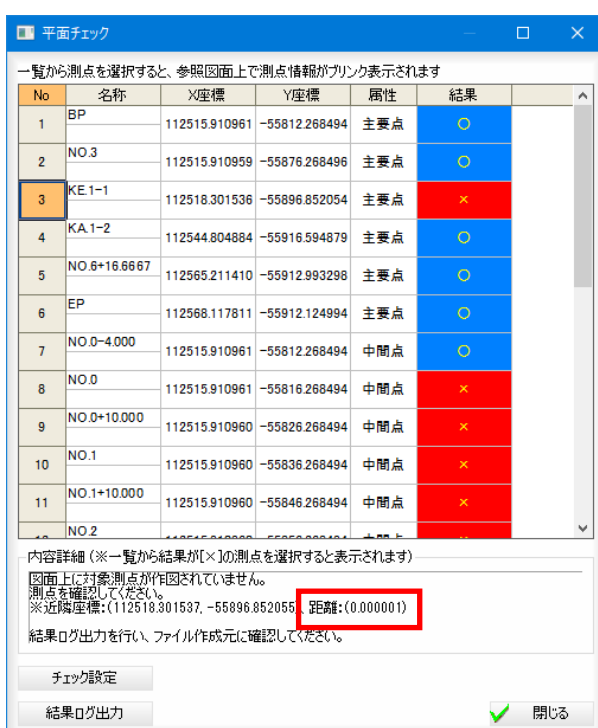 平面チェック
一覧から測点を選択すると、参照図面上で測点情報がブリンク表示されます
No 名称 X座標 Y座標 属性 結果
1 BP 112515.910961 -55812.268494 主要点 ○
2 NO.3 112515.910959 -55876.268496 主要点 ○
3 KE.1-1 112518.301536 -55896.852054 主要点 ×
4 KA.1-2 112544.804884 -55916.594879 主要点 ○
5 NO.6+16.6667 112565.211410 -55912.993298 主要点 ○
6 EP 112568.117811 -55912.124994 主要点 ○
7 NO.0-4.000 112515.910961 -55812.268494 中間点 ○
8 NO.0 112515.910961 -55816.268494 中間点 ×
9 NO.0+10.000 112515.910960 -55826.268494 中間点 ×
10 NO.1 112515.910960 -55836.268494 中間点 ×
11 NO.1+10.000 112515.910960 -55846.268494 中間点 ×
NO.2
内容詳細(※一覧から結果が[×]の測点を選択すると表示されます)
図面上に対象測点が作図されていません。
測点を確認してください。
※近隣座標:(112518.301537, -55896.852055)、距離:(0.000001)
結果ログ出力を行い、ファイル作成元に確認してください。
チェック設定
結果ログ出力 閉じる